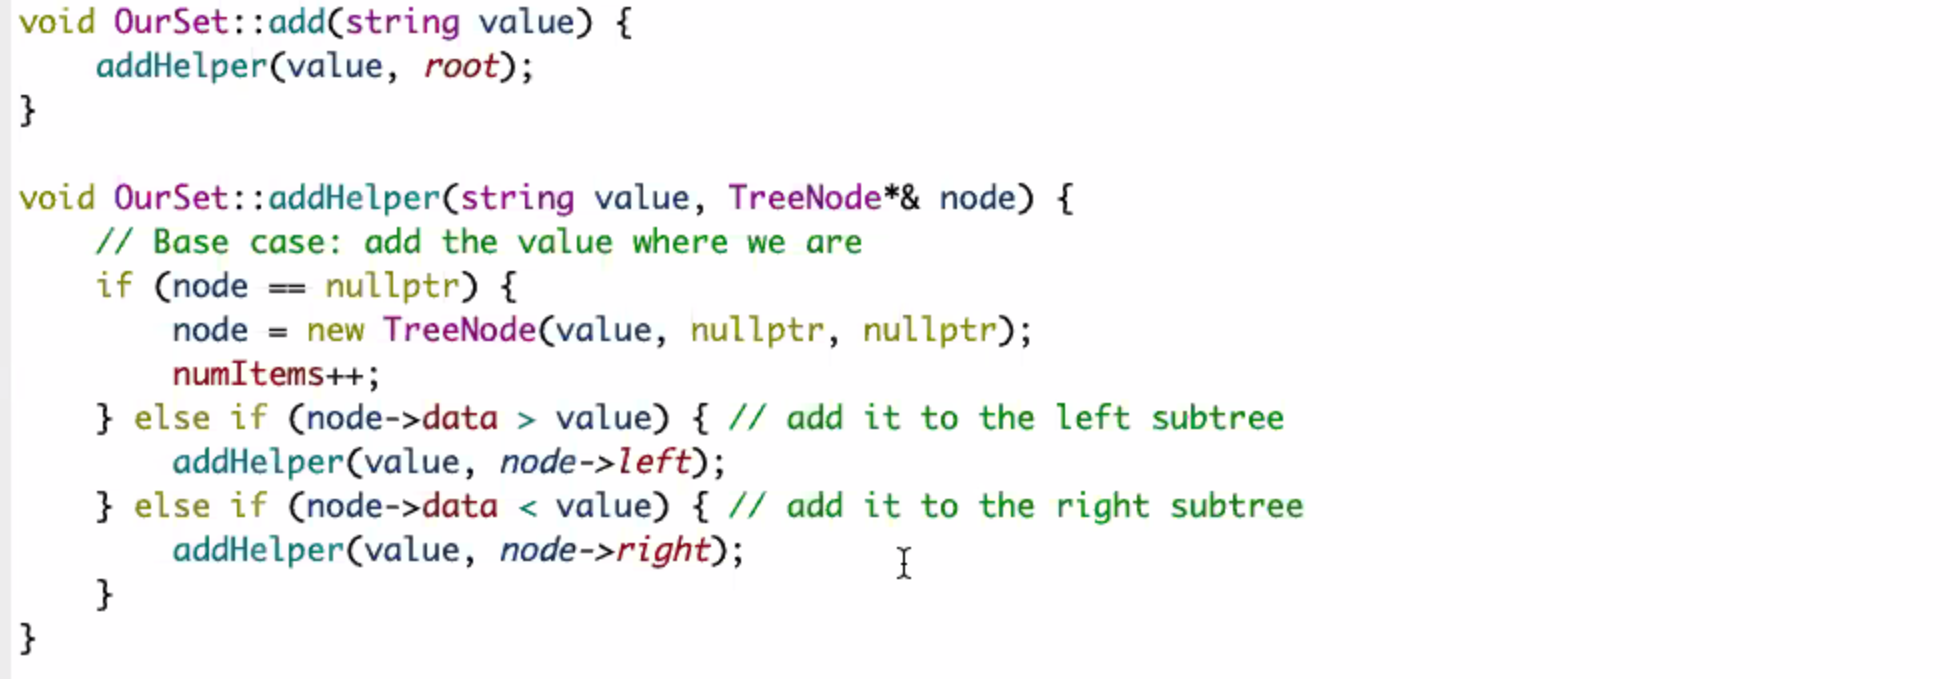 void OurSet::add(string value) {
    addHelper(value, root);
}

void OurSet::addHelper(string value, TreeNode*& node) {
    // Base case: add the value where we are
    if (node == nullptr) {
        node = new TreeNode(value, nullptr, nullptr);
        numItems++;
    } else if (node->data > value) { // add it to the left subtree
        addHelper(value, node->left);
    } else if (node->data < value) { // add it to the right subtree
        addHelper(value, node->right);
    }
}